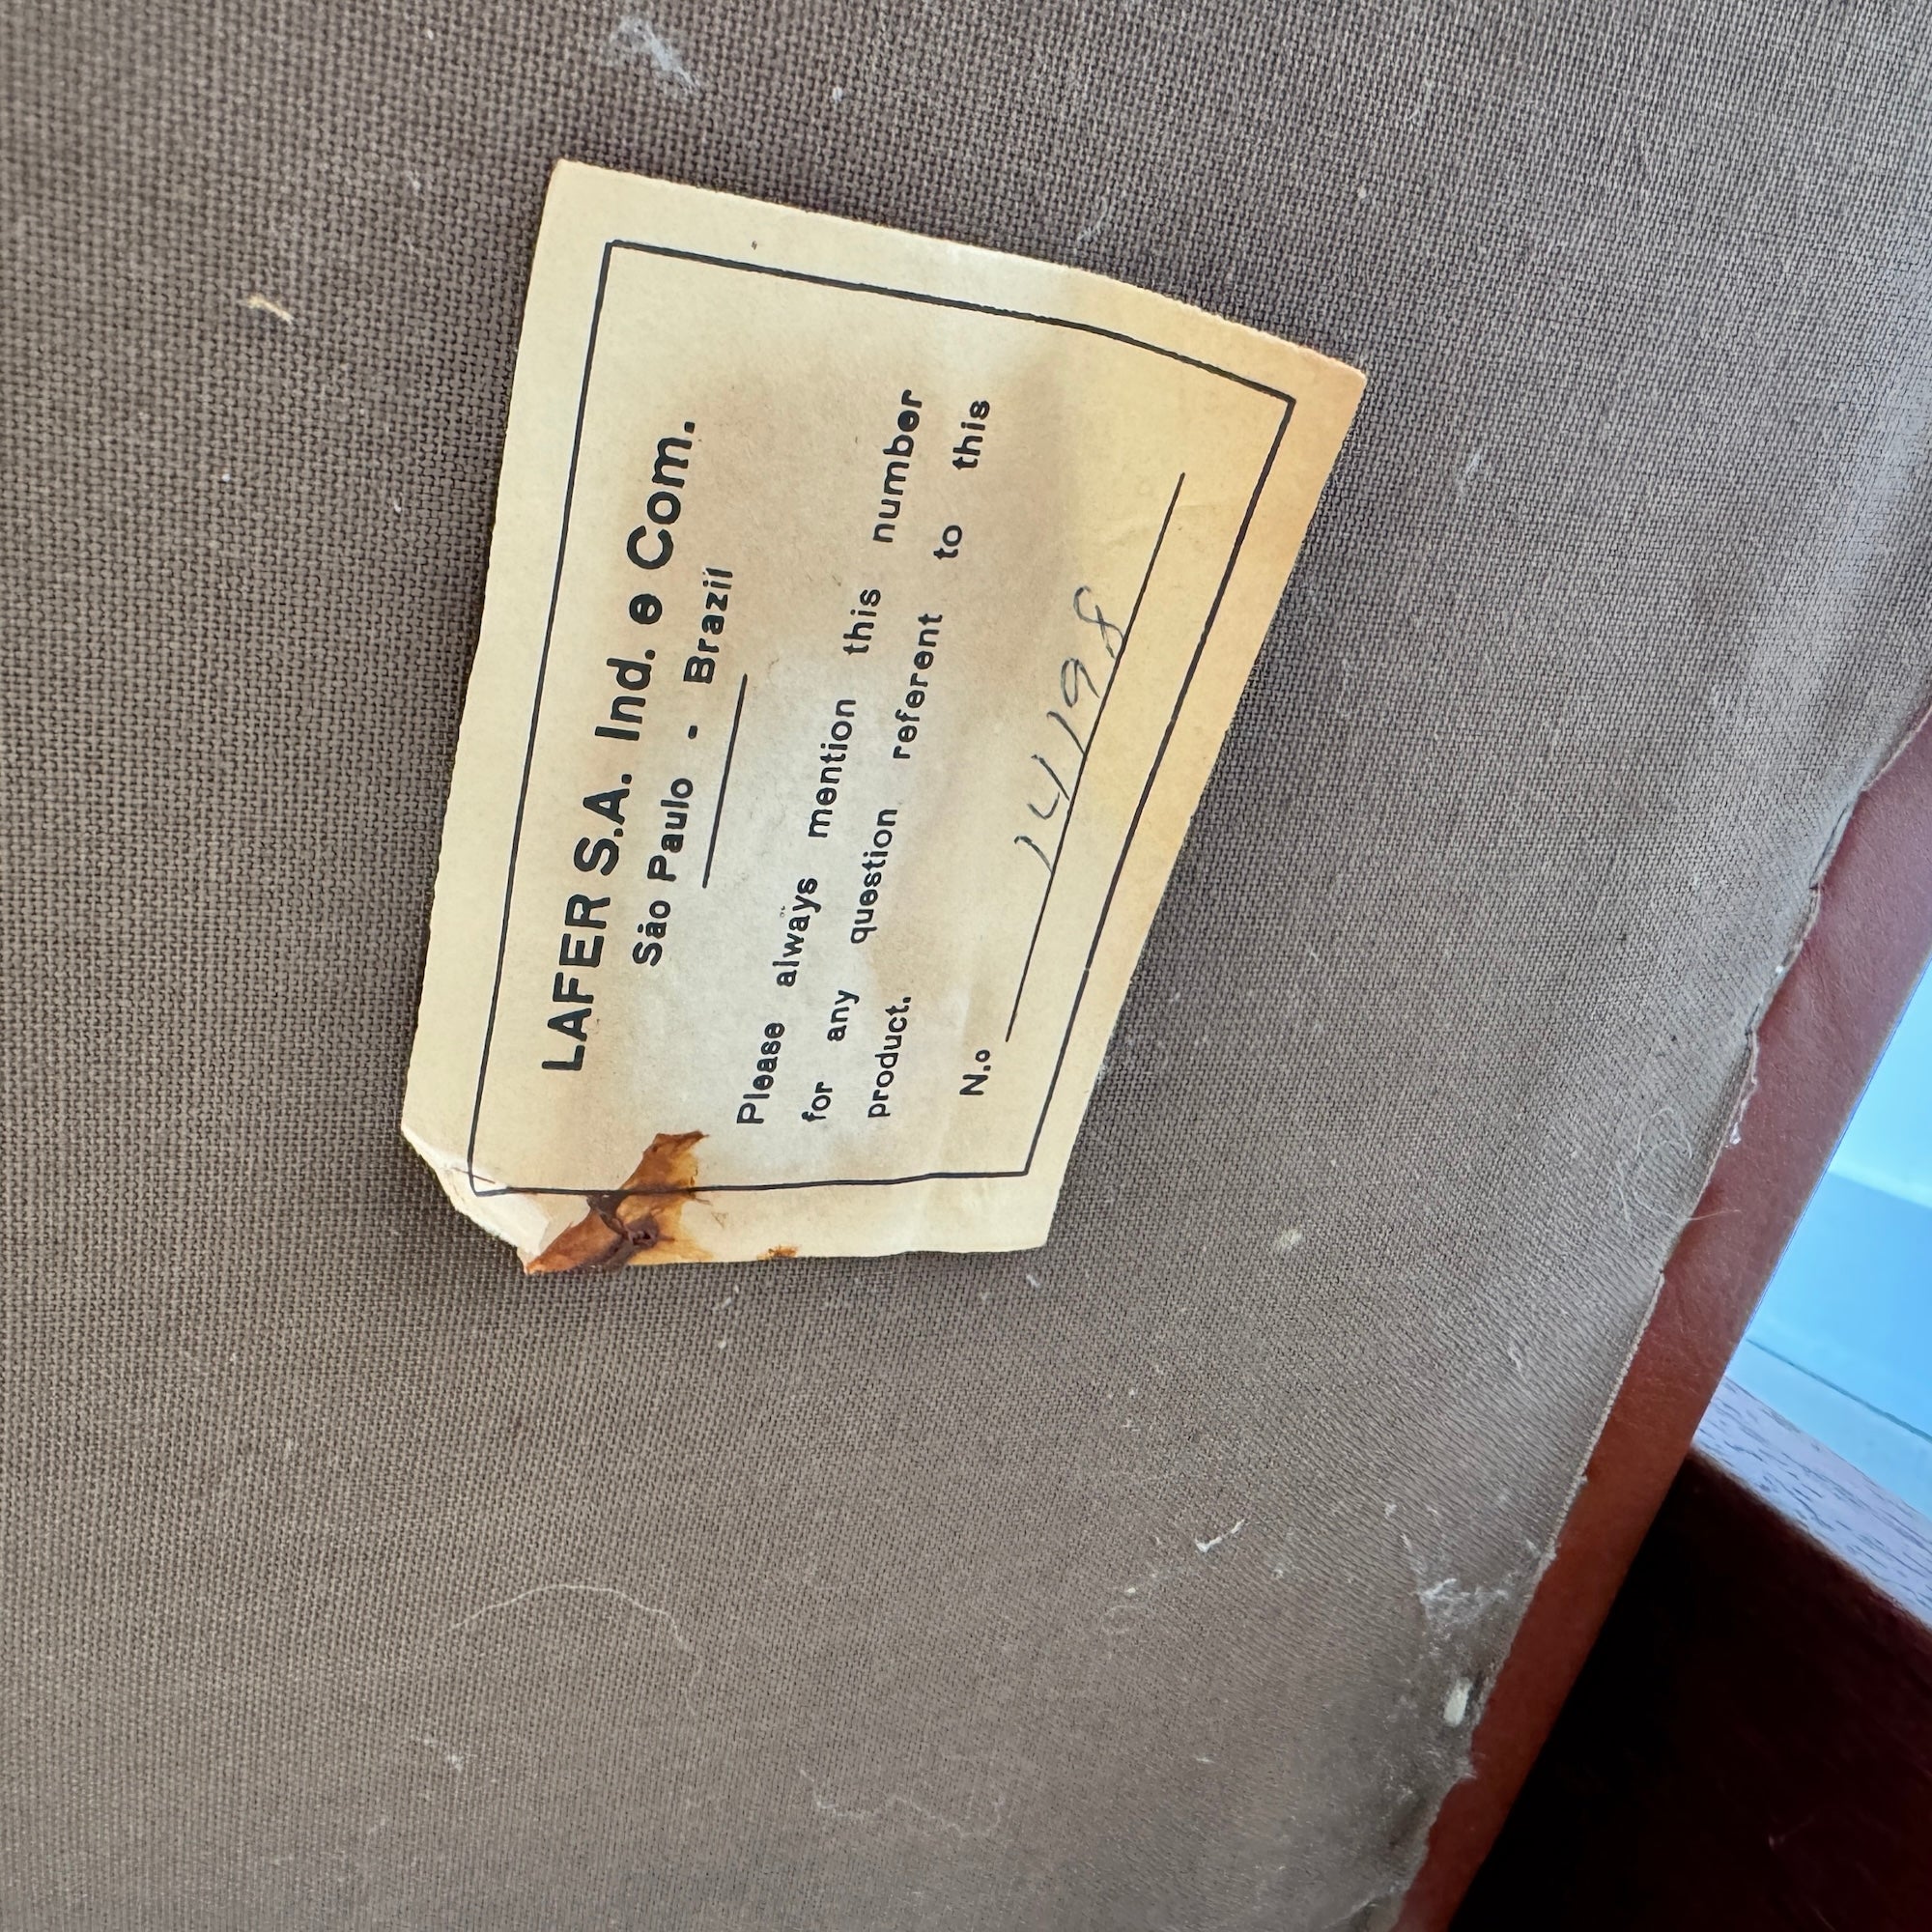 LAFER S.A. Ind. e Com.
São Paulo - Brazil
Please always mention this number
for any question referent to this
product.
N.o 14198